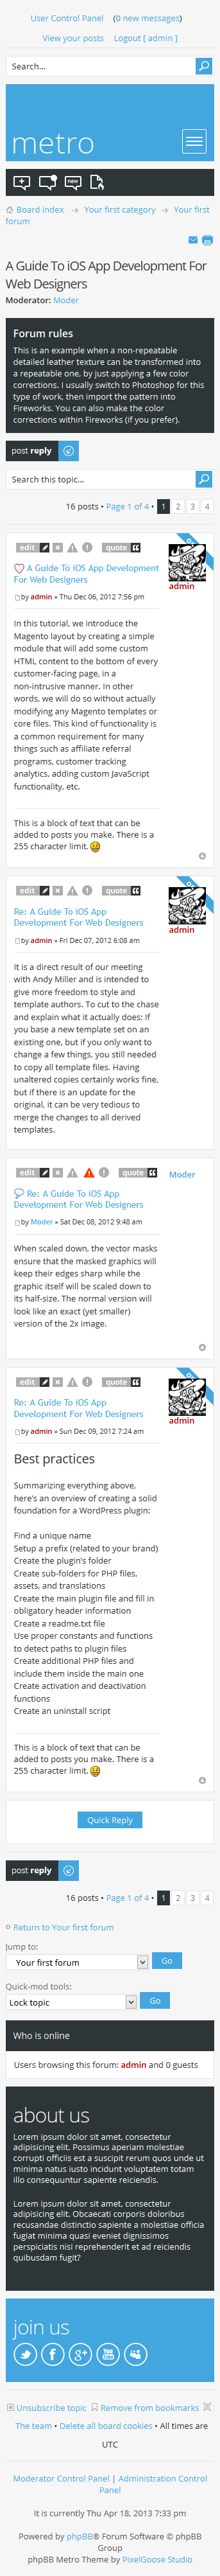 User Control Panel (0 new messages)
View your posts Logout [ admin ]
Search...
metro
new
Board index → Your first category → Your first
forum
A Guide To iOS App Development For
Web Designers
Moderator: Moder
Forum rules
This is an example when a non-repeatable
detailed leather texture can be transformed into
a repeatable one, by just applying a few color
corrections. I usually switch to Photoshop for this
type of work, then import the pattern into
Fireworks. You can also make the color
corrections within Fireworks (if you prefer).
post reply
Search this topic...
16 posts • Page 1 of 4 • 1 2 3 4
edit quote
A Guide To iOS App Development
For Web Designers
admin
by admin » Thu Dec 06, 2012 7:56 pm
In this tutorial, we introduce the
Magento layout by creating a simple
module that will add some custom
HTML content to the bottom of every
customer-facing page, in a
non-intrusive manner. In other
words, we will do so without actually
modifying any Magento templates or
core files. This kind of functionality is
a common requirement for many
things such as affiliate referral
programs, customer tracking
analytics, adding custom JavaScript
functionality, etc.
This is a block of text that can be
added to posts you make. There is a
255 character limit.
edit quote
Re: A Guide To iOS App
Development For Web Designers
admin
by admin » Fri Dec 07, 2012 6:08 am
It is a direct result of our meeting
with Andy Miller and is intended to
give more freedom to style and
template authors. To cut to the chase
and explain what it actually does: If
you base a new template set on an
existing one, but if you only want to
change a few things, you still needed
to copy all template files. Having
unaltered copies certainly works fine,
but if there is an update for the
original, it can be very tedious to
merge the changes to all derived
templates.
edit quote
Moder
Re: A Guide To iOS App
Development For Web Designers
by Moder » Sat Dec 08, 2012 9:48 am
When scaled down, the vector masks
ensure that the masked graphics will
keep their edges sharp while the
graphic itself will be scaled down to
its half-size. The normal version will
look like an exact (yet smaller)
version of the 2x image.
edit quote
Re: A Guide To iOS App
Development For Web Designers
admin
by admin » Sun Dec 09, 2012 7:24 am
Best practices
Summarizing everything above,
here's an overview of creating a solid
foundation for a WordPress plugin:
Find a unique name
Setup a prefix (related to your brand)
Create the plugin's folder
Create sub-folders for PHP files,
assets, and translations
Create the main plugin file and fill in
obligatory header information
Create a readme.txt file
Use proper constants and functions
to detect paths to plugin files
Create additional PHP files and
include them inside the main one
Create activation and deactivation
functions
Create an uninstall script
This is a block of text that can be
added to posts you make. There is a
255 character limit.
Quick Reply
post reply
16 posts • Page 1 of 4 • 1 2 3 4
Return to Your first forum
Jump to:
Your first forum Go
Quick-mod tools:
Lock topic Go
Who is online
Users browsing this forum: admin and 0 guests
about us
Lorem ipsum dolor sit amet, consectetur
adipisicing elit. Possimus aperiam molestiae
corrupti officiis est a suscipit rerum quos unde ut
minima natus iusto incidunt voluptatem totam
illo consequuntur sapiente reiciendis.
Lorem ipsum dolor sit amet, consectetur
adipisicing elit. Obcaecati corporis doloribus
recusandae distinctio sapiente a molestiae officia
fugiat minima quasi eveniet dignissimos
perspiciatis nisi reprehenderit et ad reiciendis
quibusdam fugit?
join us
Unsubscribe topic Remove from bookmarks
The team • Delete all board cookies • All times are
UTC
Moderator Control Panel | Administration Control
Panel
It is currently Thu Apr 18, 2013 7:33 pm
Powered by phpBB® Forum Software © phpBB
Group
phpBB Metro Theme by PixelGoose Studio